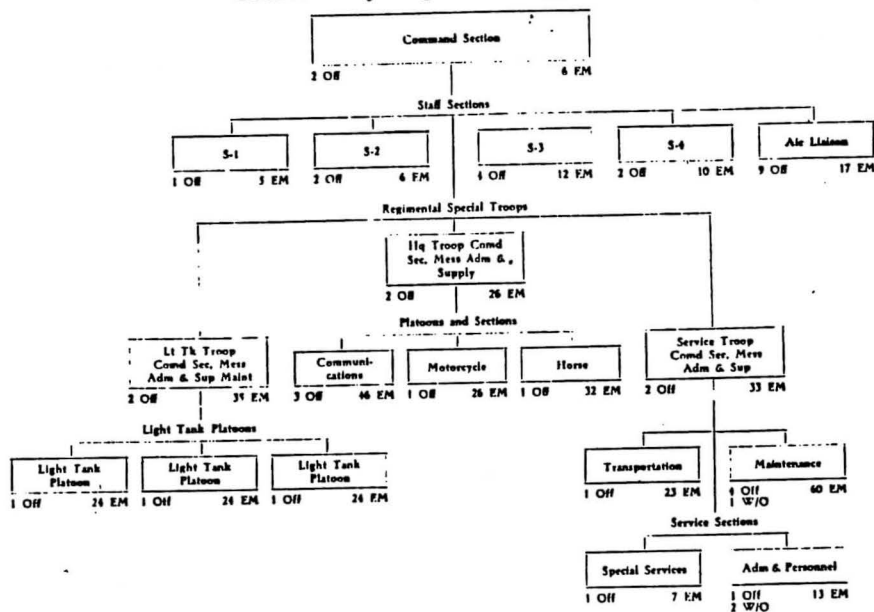 Command Section
2 Off 6 EM
Staff Sections
S-1
S-2
S-3
S-4
Air Liaison
1 Off 5 EM
2 Off 6 EM
4 Off 12 EM
2 Off 10 EM
9 Off 17 EM
Regimental Special Troops
Hq Troop Comd
Sec, Mess Adm &
Supply
2 Off 26 EM
Platoons and Sections
Lt Tk Troop
Comd Sec, Mess
Adm & Sup Maint
2 Off EM
Communi-
cations
3 Off 46 EM
Motorcycle
1 Off 26 EM
Horse
1 Off 32 EM
Service Troop
Comd Sec, Mess
Adm & Sup
2 Off 33 EM
Light Tank Platoons
Light Tank
Platoon
1 Off 24 EM
Light Tank
Platoon
1 Off 24 EM
Light Tank
Platoon
1 Off 24 EM
Transportation
1 Off 23 EM
Maintenance
4 Off 60 EM
1 W/O
Service Sections
Special Services
1 Off 7 EM
Adm & Personnel
1 Off 13 EM
2 W/O